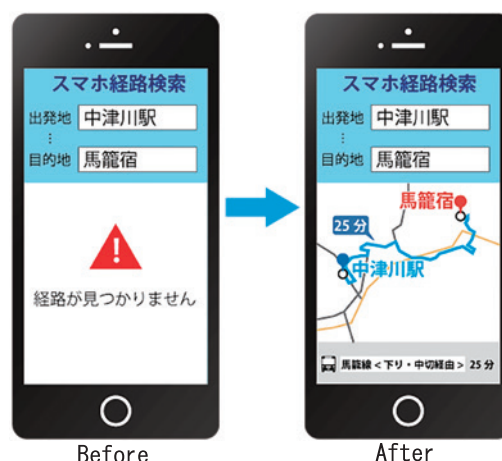 スマホ経路検索
出発地 中津川駅
⋮
目的地 馬籠宿
経路が見つかりません
Before
スマホ経路検索
出発地 中津川駅
⋮
目的地 馬籠宿
馬籠宿
25分
中津川駅
馬籠線<下り・中切経由> 25分
After